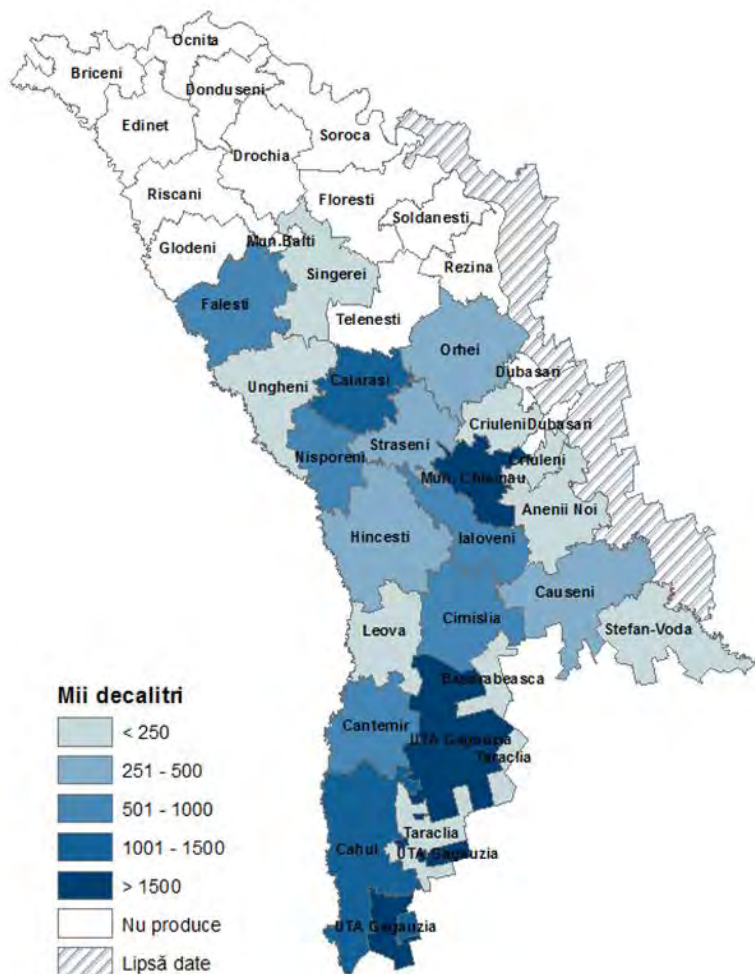 Ocnita
Briceni
Donduseni
Edinet
Soroca
Drochia
Riscani
Floresti
Soldanesti
Mun.Balti
Glodeni
Rezina
Singerei
Falesti
Telenesti
Orhei
Dubasari
Calarasi
Ungheni
Criuleni
Dubasari
Straseni
Criuleni
Nisporeni
Mun. Chisinau
Anenii Noi
Hincesti
Ialoveni
Causeni
Cimislia
Leova
Stefan-Voda
Basarabeasca
Mii decalitri
Cantemir
< 250
UTA Gagauzia
Taraclia
251 - 500
501 - 1000
Taraclia
1001 - 1500
Cahul
UTA Gagauzia
> 1500
Nu produce
UTA Gagauzia
Lipsă date